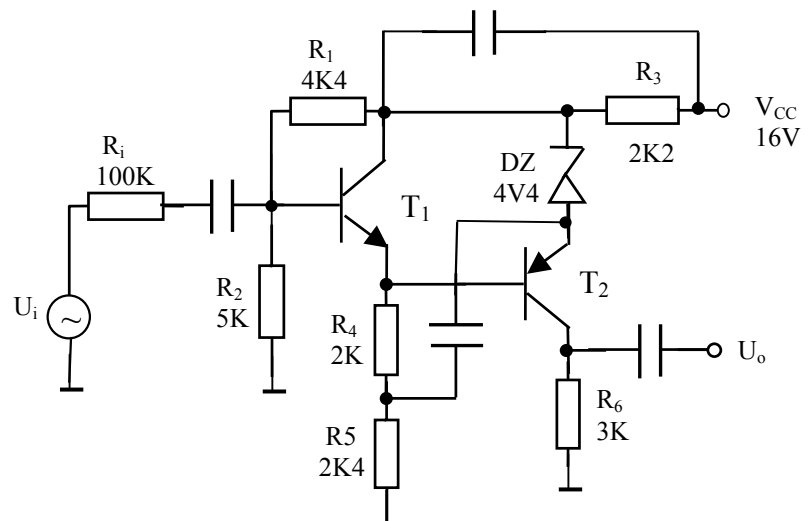 R₁
4K4
R₃
V_CC
16V
2K2
Rᵢ
100K
DZ
4V4
T₁
R₂
5K
Uᵢ
~
T₂
R₄
2K
Uₒ
R₆
3K
R5
2K4